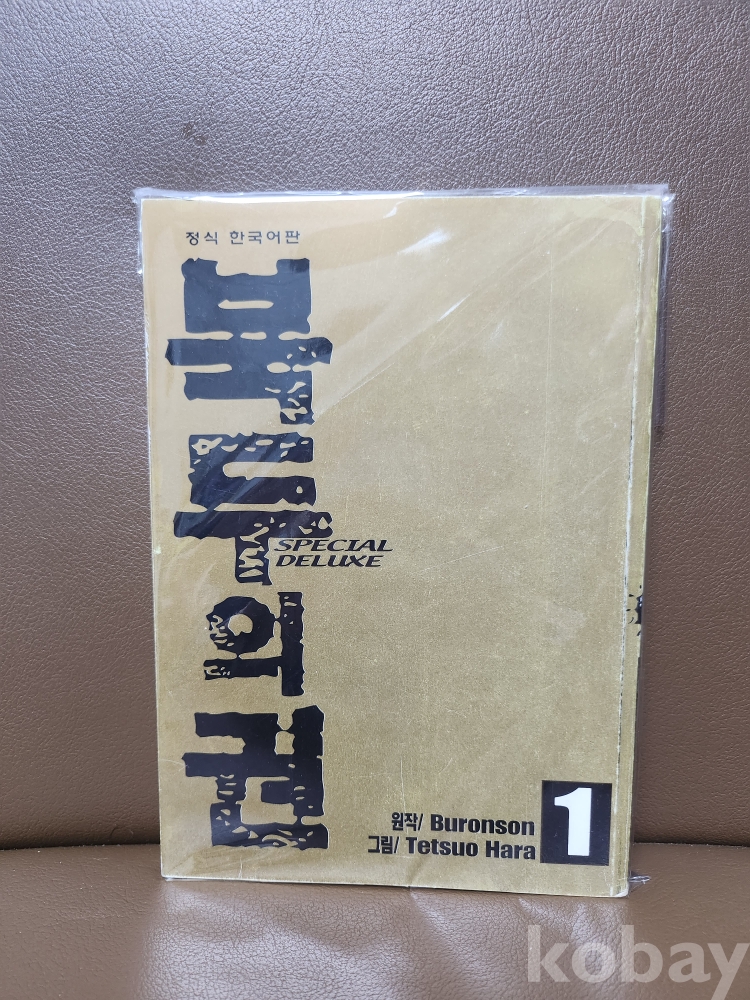 정식 한국어판
북두의권
SPECIAL
DELUXE
원작/ Buronson
그림/ Tetsuo Hara
1
kobay